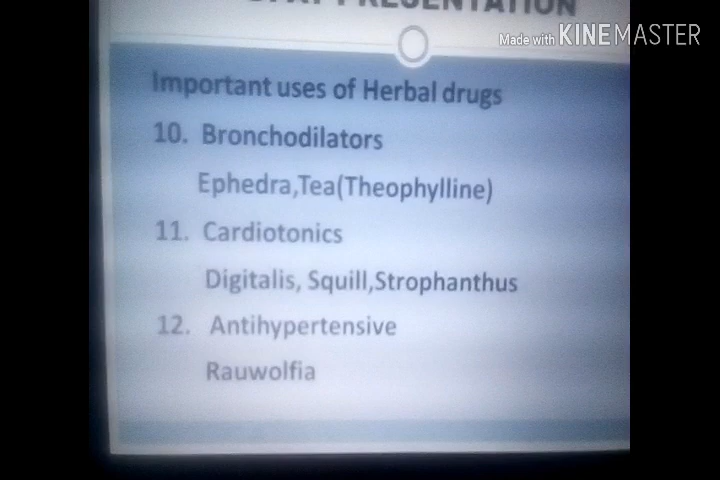 PRESENTATION
Made with KINEMASTER
Important uses of Herbal drugs
10. Bronchodilators
Ephedra,Tea(Theophylline)
11. Cardiotonics
Digitalis, Squill,Strophanthus
12. Antihypertensive
Rauwolfia